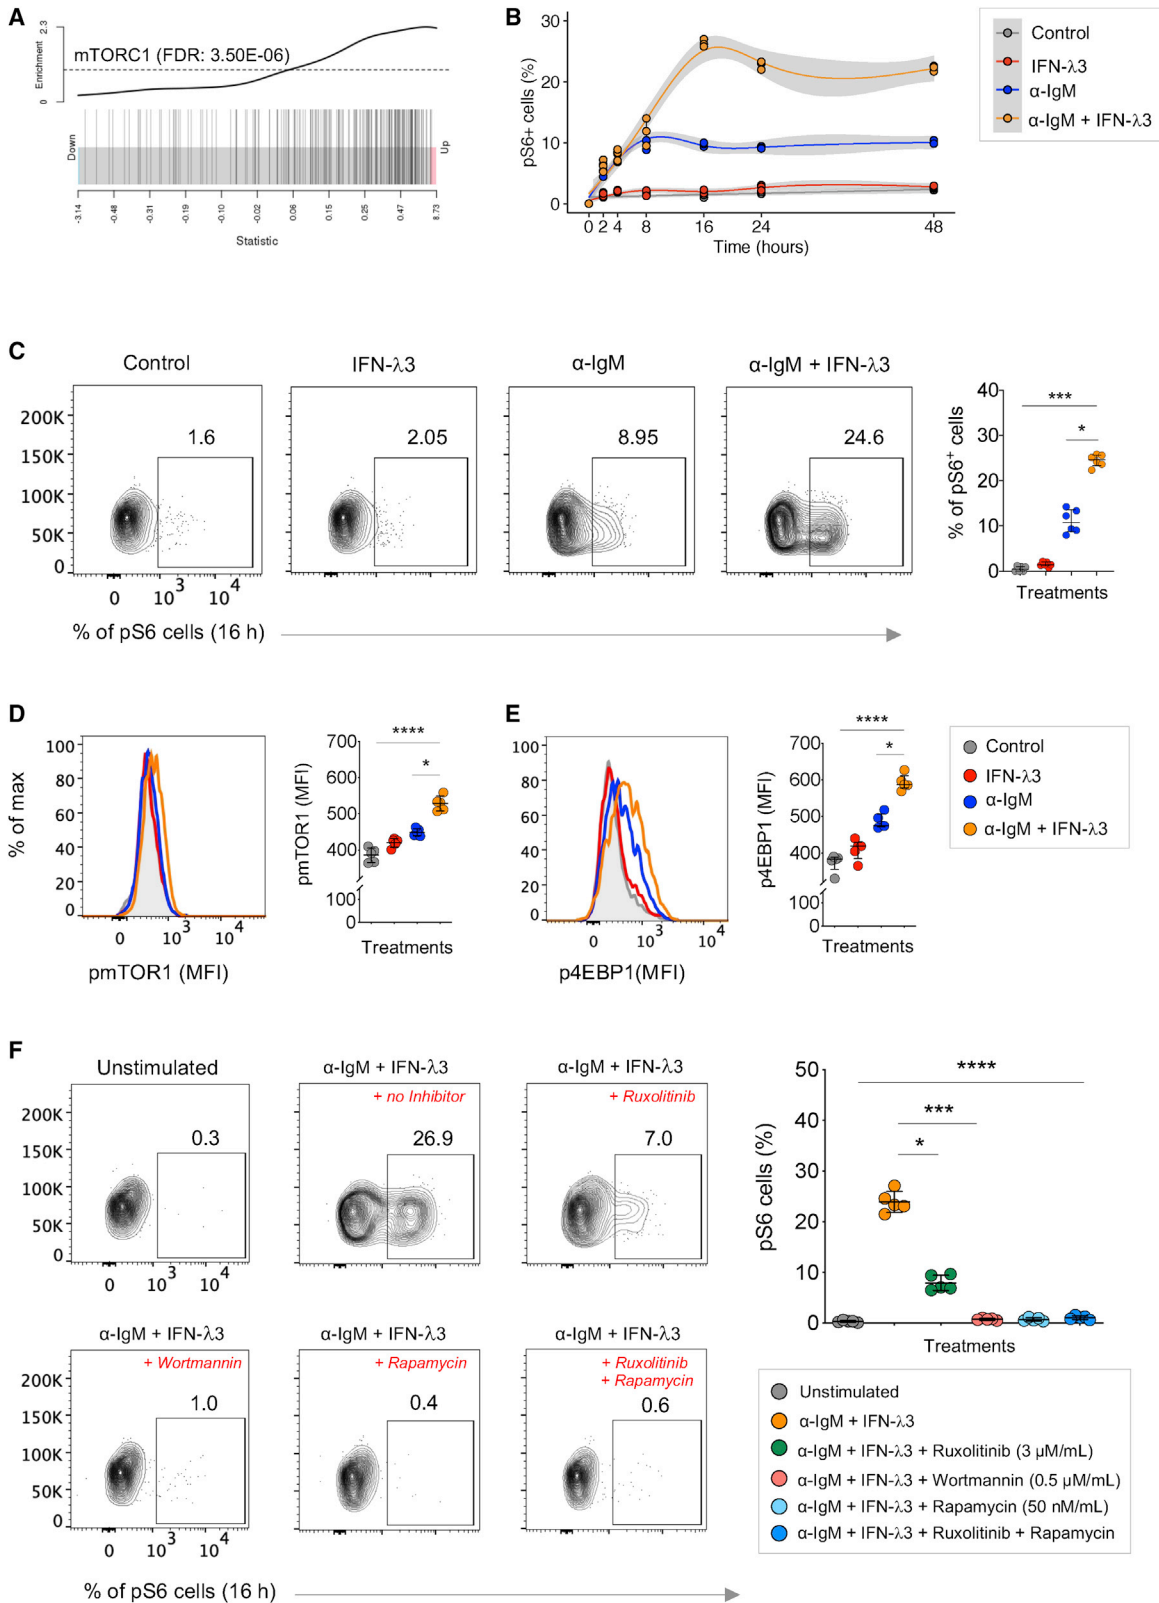 A
2.3
Enrichment
0
mTORC1 (FDR: 3.50E-06)
Down
Up
-3.14 -0.48 -0.31 -0.19 -0.10 -0.02 0.06 0.15 0.25 0.47 8.73
Statistic
B
30
20
10
0
pS6+ cells (%)
0 2 4 8 16 24 48
Time (hours)
Control
IFN-λ3
α-IgM
α-IgM + IFN-λ3
C
Control IFN-λ3 α-IgM α-IgM + IFN-λ3
200K
150K
100K
50K
0
1.6 2.05 8.95 24.6
0 10³ 10⁴
% of pS6 cells (16 h)
40
30
20
10
0
% of pS6⁺ cells
***
*
Treatments
D
100
80
60
40
20
0
% of max
0 10³ 10⁴
pmTOR1 (MFI)
700
600
500
400
100
0
pmTOR1 (MFI)
****
*
Treatments
E
100
80
60
40
20
0
0 10³ 10⁴
p4EBP1(MFI)
700
600
500
400
100
0
p4EBP1 (MFI)
****
*
Treatments
Control
IFN-λ3
α-IgM
α-IgM + IFN-λ3
F
Unstimulated α-IgM + IFN-λ3 α-IgM + IFN-λ3
+ no Inhibitor + Ruxolitinib
200K
150K
100K
50K
0
0.3 26.9 7.0
0 10³ 10⁴
α-IgM + IFN-λ3 α-IgM + IFN-λ3 α-IgM + IFN-λ3
+ Wortmannin + Rapamycin + Ruxolitinib
+ Rapamycin
200K
150K
100K
50K
0
1.0 0.4 0.6
0 10³ 10⁴
% of pS6 cells (16 h)
50
40
30
20
10
0
pS6 cells (%)
****
***
*
Treatments
Unstimulated
α-IgM + IFN-λ3
α-IgM + IFN-λ3 + Ruxolitinib (3 µM/mL)
α-IgM + IFN-λ3 + Wortmannin (0.5 µM/mL)
α-IgM + IFN-λ3 + Rapamycin (50 nM/mL)
α-IgM + IFN-λ3 + Ruxolitinib + Rapamycin